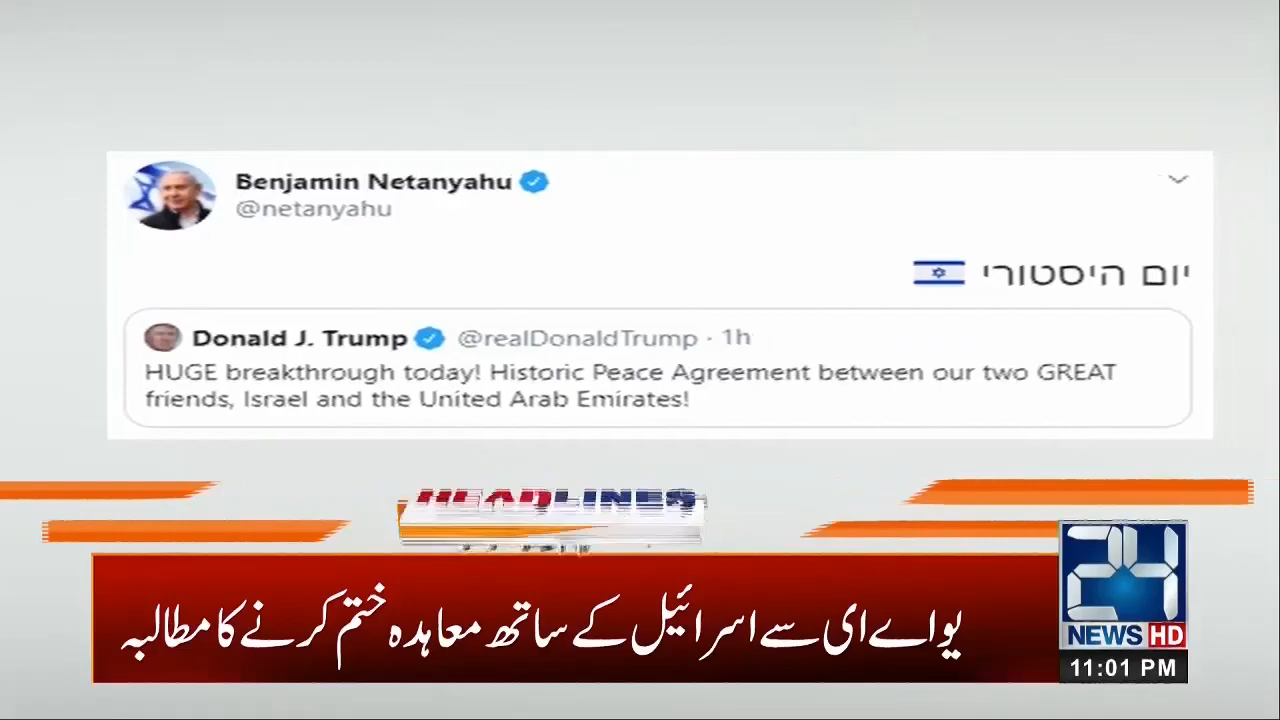 Benjamin Netanyahu
@netanyahu
יום היסטורי
Donald J. Trump @realDonaldTrump · 1h
HUGE breakthrough today! Historic Peace Agreement between our two GREAT
friends, Israel and the United Arab Emirates!
HEADLINES
یو اے ای سے اسرائیل کے ساتھ معاہدہ ختم کرنے کا مطالبہ
24
NEWS HD
11:01 PM